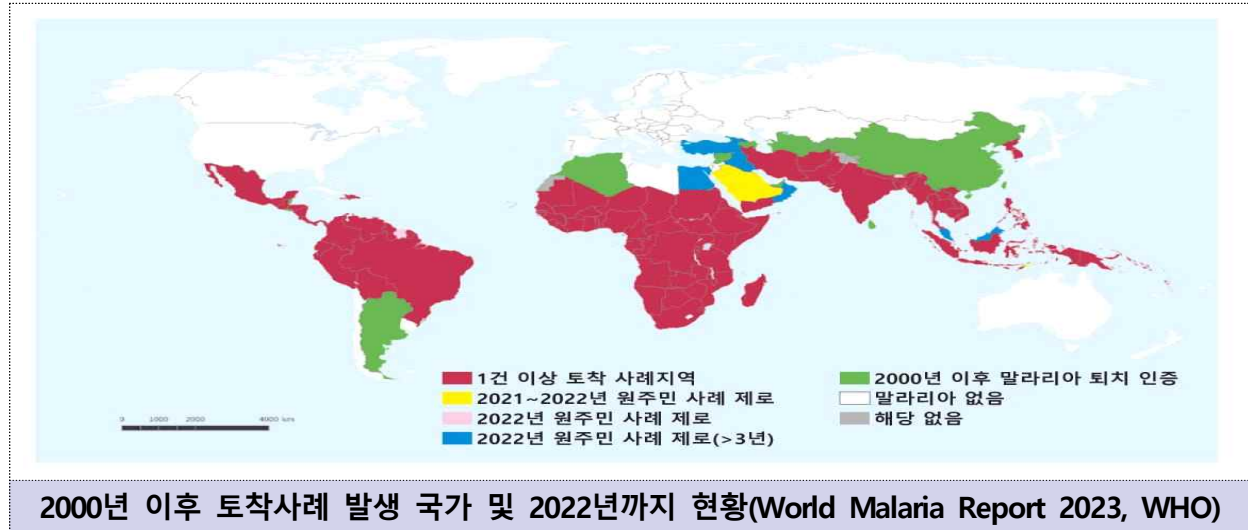 1건 이상 토착 사례지역
2021~2022년 원주민 사례 제로
2022년 원주민 사례 제로
2022년 원주민 사례 제로(>3년)
2000년 이후 말라리아 퇴치 인증
말라리아 없음
해당 없음
0 1000 2000 4000 km
2000년 이후 토착사례 발생 국가 및 2022년까지 현황(World Malaria Report 2023, WHO)